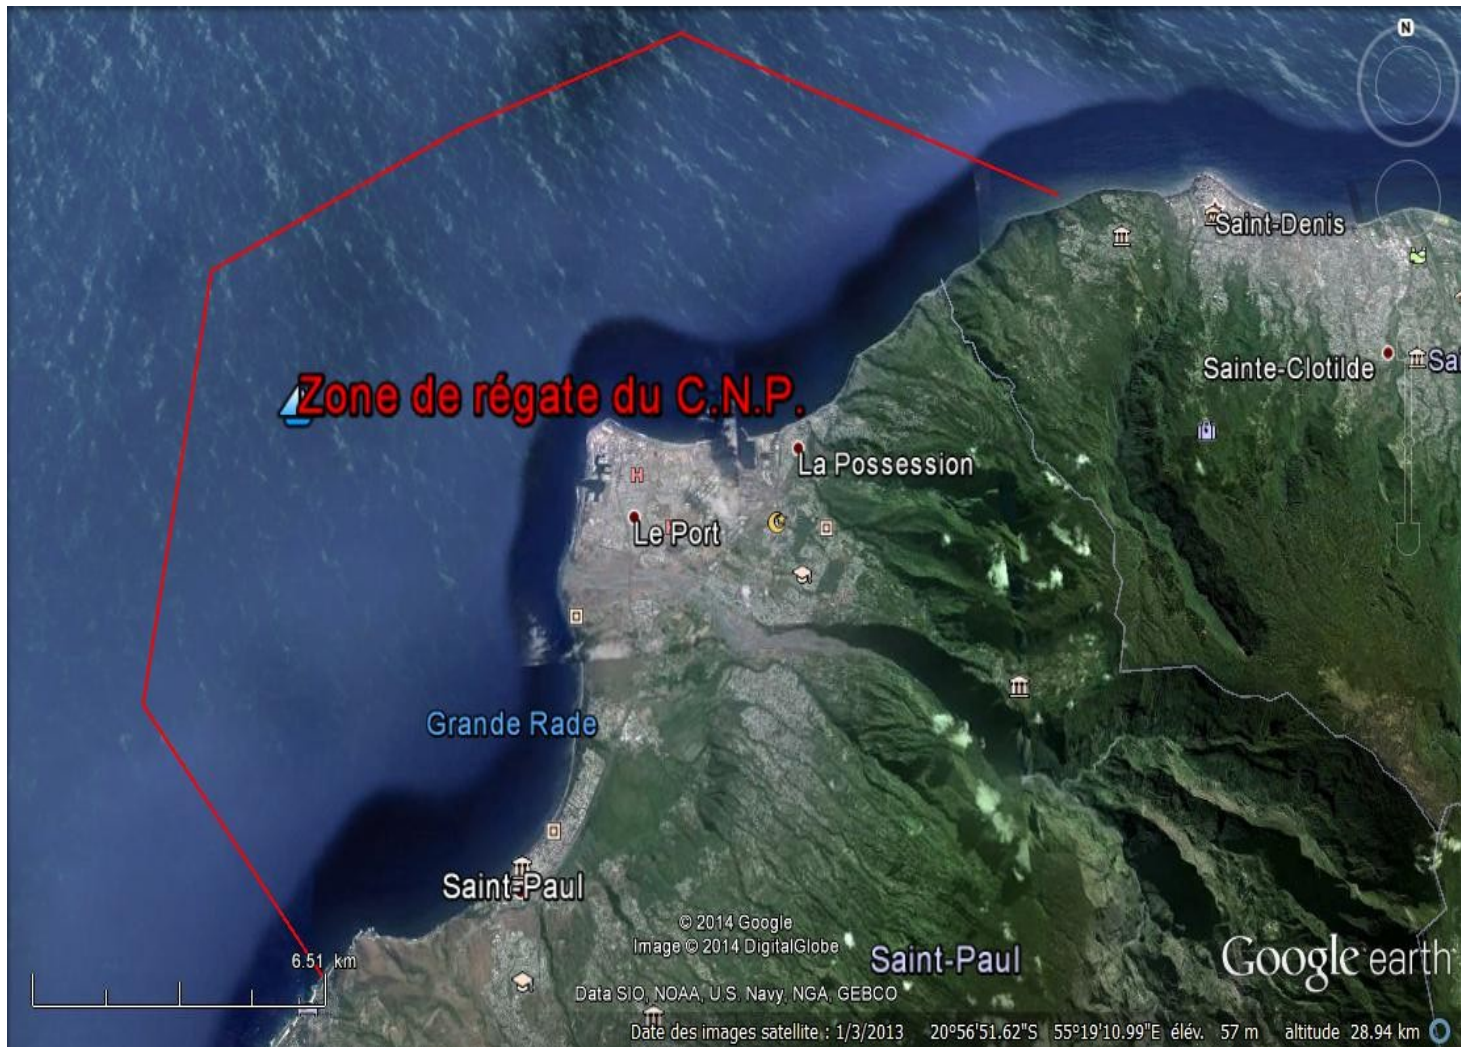 N
Saint-Denis
Sainte-Clotilde
Sai
Zone de régate du C.N.P.
La Possession
H
Le Port
Grande Rade
Saint-Paul
© 2014 Google
Image © 2014 DigitalGlobe
Saint-Paul
Google earth
6.51 km
Data SIO, NOAA, U.S. Navy, NGA, GEBCO
Date des images satellite : 1/3/2013 20°56'51.62"S 55°19'10.99"E élév. 57 m altitude 28.94 km